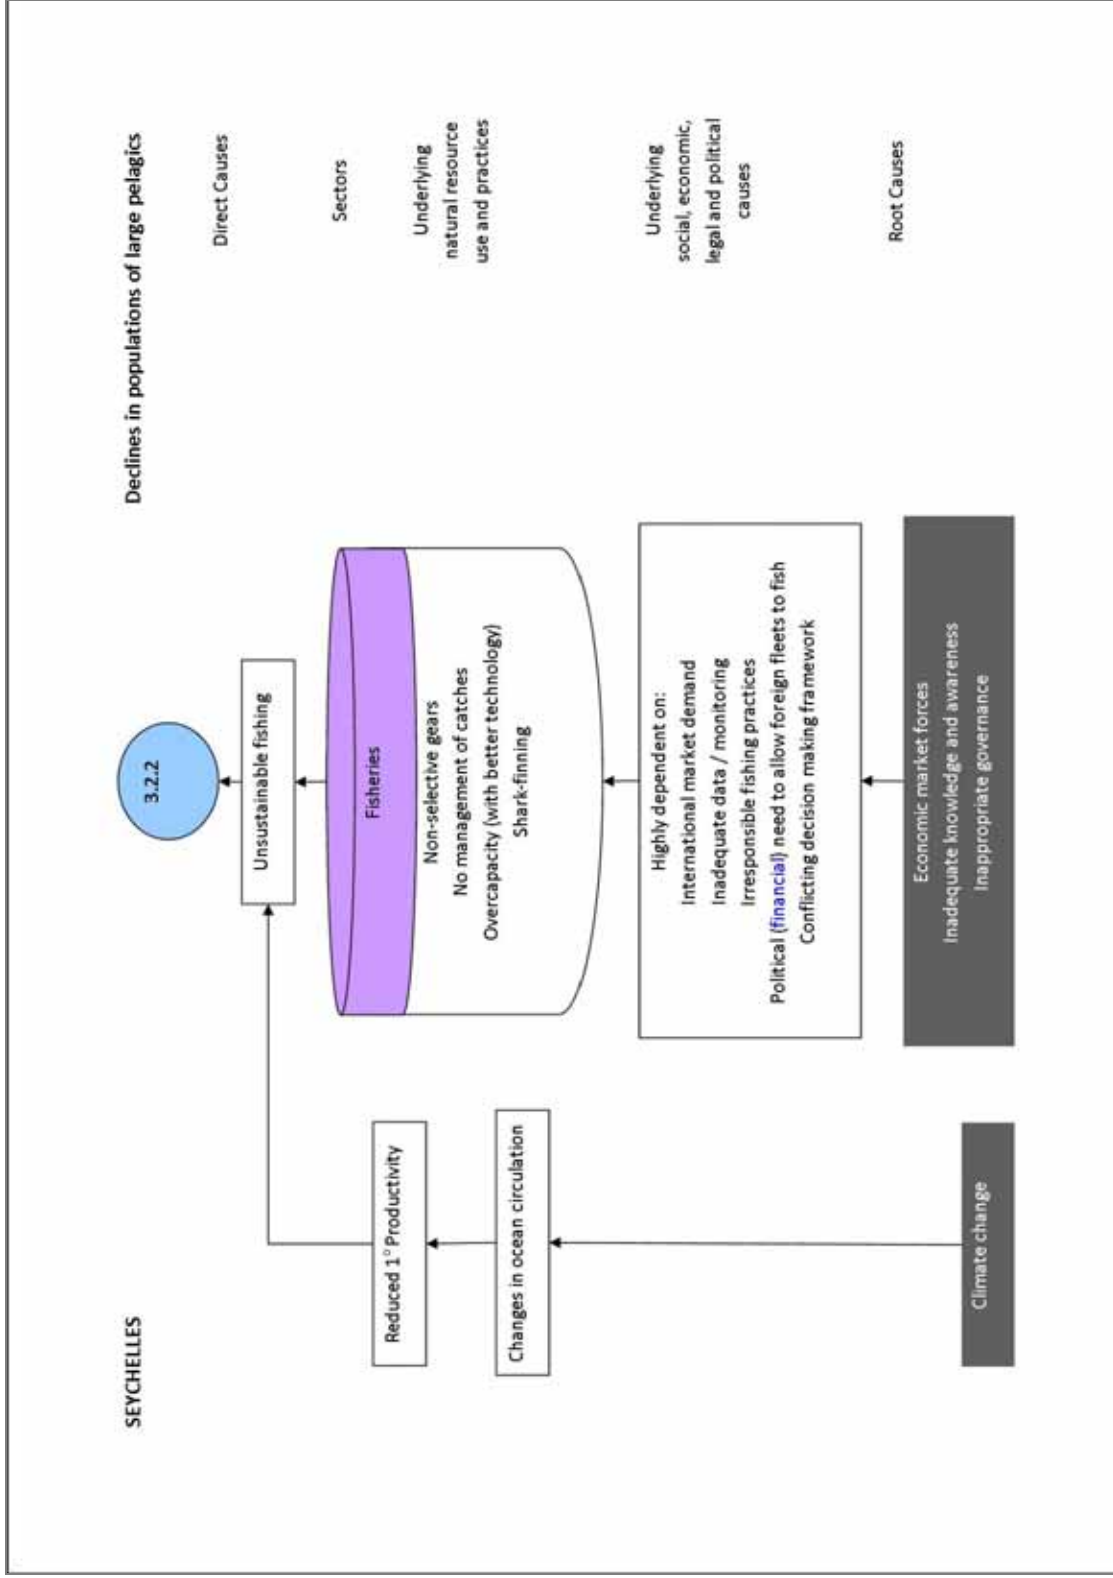 SEYCHELLES
Declines in populations of large pelagics
3.2.2
Direct Causes
Unsustainable fishing
Sectors
Fisheries
Reduced 1° Productivity
Underlying
natural resource
use and practices
Non-selective gears
No management of catches
Overcapacity (with better technology)
Shark-finning
Changes in ocean circulation
Underlying
social, economic,
legal and political
causes
Highly dependent on:
International market demand
Inadequate data / monitoring
Irresponsible fishing practices
Political (financial) need to allow foreign fleets to fish
Conflicting decision making framework
Root Causes
Economic market forces
Inadequate knowledge and awareness
Inappropriate governance
Climate change